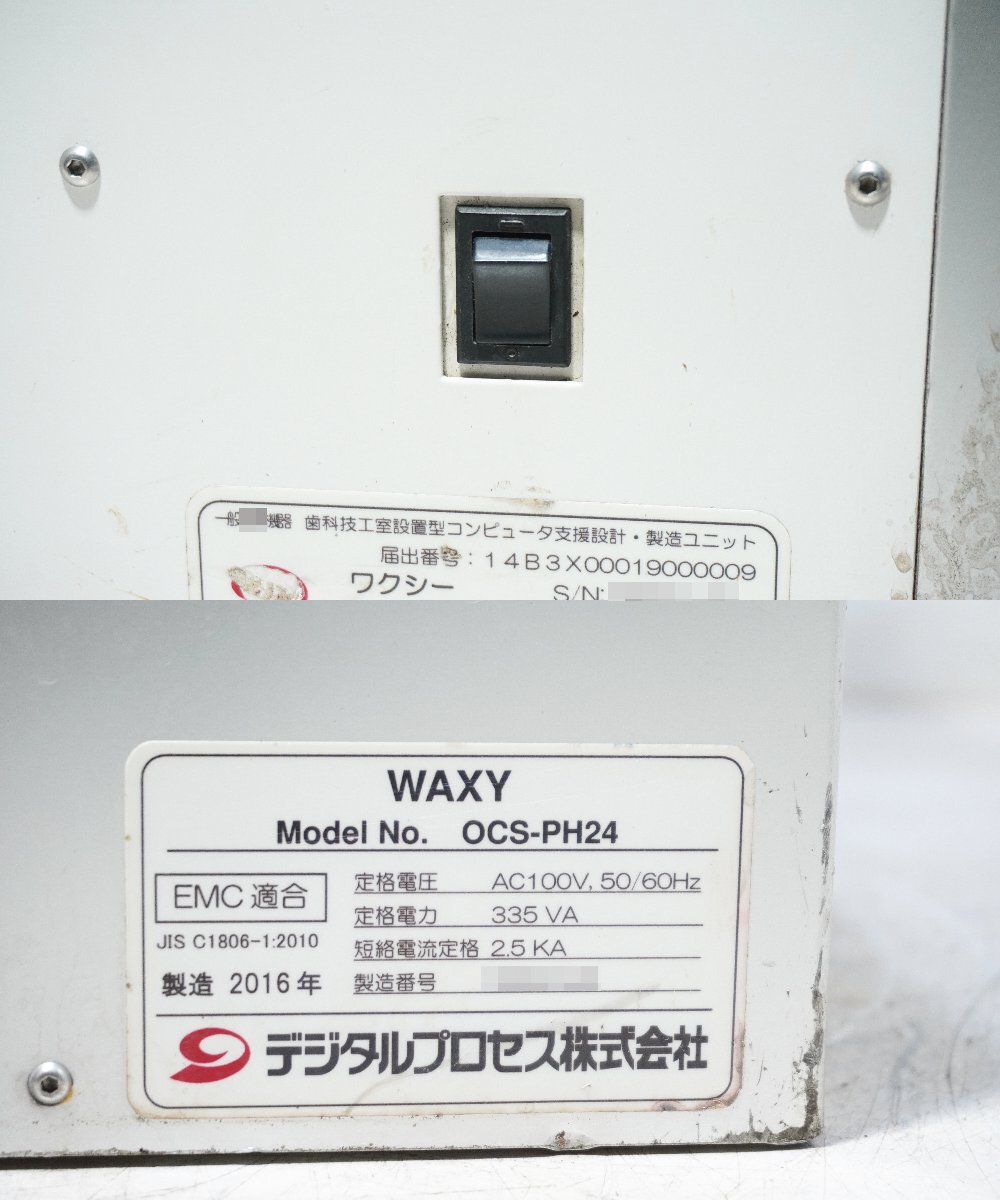 一般 機器 歯科技工室設置型コンピュータ支援設計・製造ユニット
届出番号：14B3X00019000009
ワクシー
S/N:
WAXY
Model No. OCS-PH24
EMC 適合
JIS C1806-1:2010
製造 2016年
定格電圧 AC100V, 50/60Hz
定格電力 335 VA
短絡電流定格 2.5 KA
製造番号
デジタルプロセス株式会社